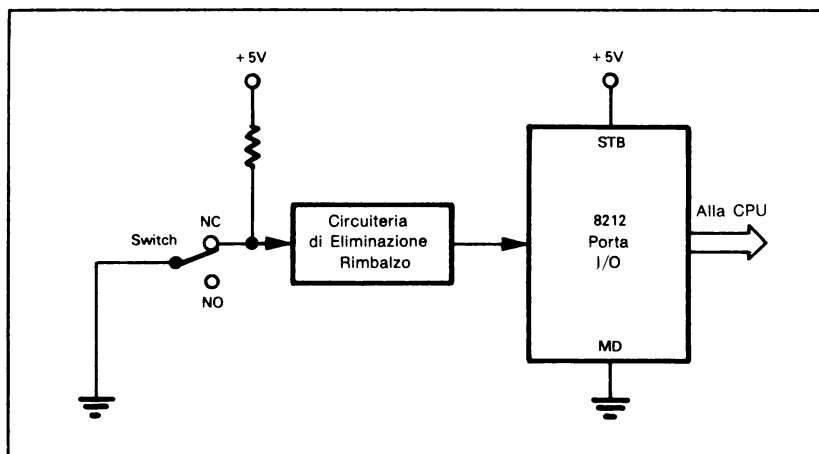 + 5V
+ 5V
STB
NC
Switch
NO
Circuiteria
di Eliminazione
Rimbalzo
8212
Porta
I/O
Alla CPU
MD